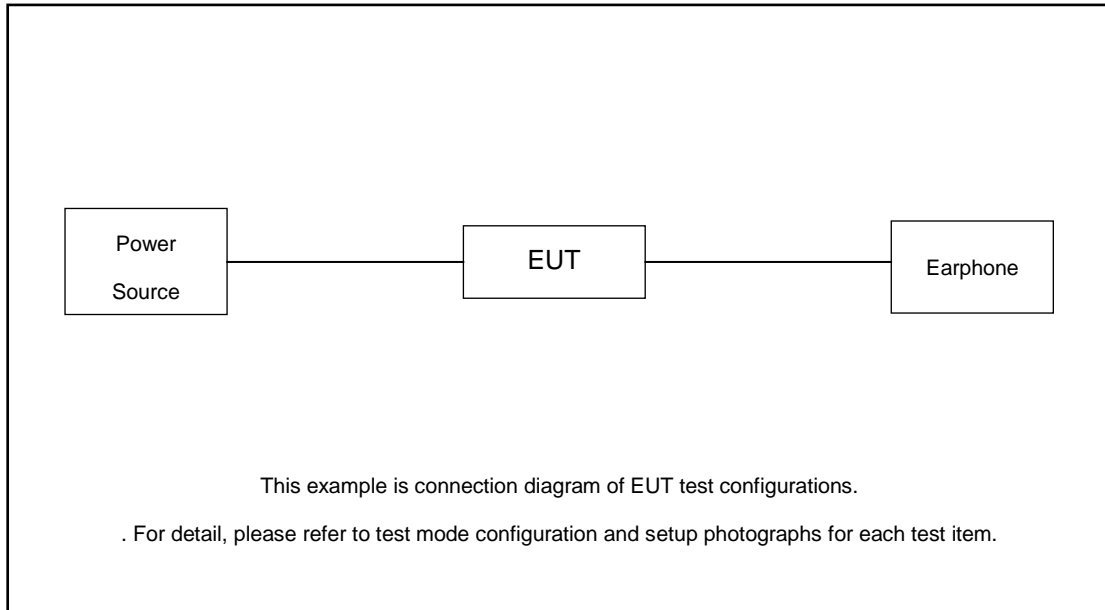 Power
Source
EUT
Earphone
This example is connection diagram of EUT test configurations.
. For detail, please refer to test mode configuration and setup photographs for each test item.